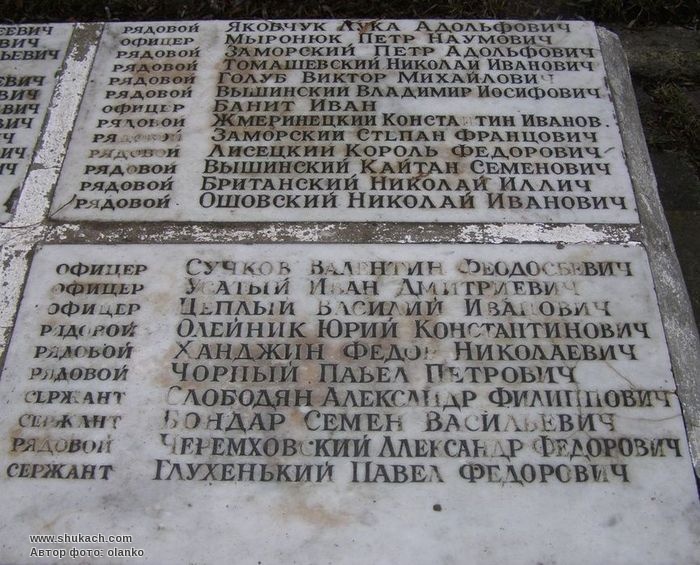 РЯДОВОЙ ЯКОВЧУК ЛУКА АДОЛЬФОВИЧ
ОФИЦЕР МЫРОНЮК ПЕТР НАУМОВИЧ
РЯДОВОЙ ЗАМОРСКИЙ ПЕТР АДОЛЬФОВИЧ
РЯДОВОЙ ТОМАШЕВСКИЙ НИКОЛАЙ ИВАНОВИЧ
РЯДОВОЙ ГОЛУБ ВИКТОР МИХАЙЛОВИЧ
РЯДОВОЙ ВЫШИНСКИЙ ВЛАДИМИР ИОСИФОВИЧ
ОФИЦЕР БАНИТ ИВАН
РЯДОВОЙ ЖМЕРИНЕЦКИЙ КОНСТАНТИН ИВАНОВ.
РЯДОВОЙ ЗАМОРСКИЙ СТЕПАН ФРАНЦОВИЧ
РЯДОВОЙ ЛИСЕЦКИЙ КОРОЛЬ ФЕДОРОВИЧ
РЯДОВОЙ ВЫШИНСКИЙ КАЙТАН СЕМЕНОВИЧ
РЯДОВОЙ БРИТАНСКИЙ НИКОЛАЙ ИЛЛИЧ
РЯДОВОЙ ОШОВСКИЙ НИКОЛАЙ ИВАНОВИЧ
ОФИЦЕР СУЧКОВ ВАЛЕНТИН ФЕОДОСЬЕВИЧ
ОФИЦЕР УСАТЫЙ ИВАН ДМИТРИЕВИЧ
ОФИЦЕР ЦЕПЛЫЙ ВАСИЛИЙ ИВАНОВИЧ
РЯДОВОЙ ОЛЕЙНИК ЮРИЙ КОНСТАНТИНОВИЧ
РЯДОВОЙ ХАНДЖИН ФЕДОР НИКОЛАЕВИЧ
РЯДОВОЙ ЧОРНЫЙ ПАВЕЛ ПЕТРОВИЧ
СЕРЖАНТ СЛОБОДЯН АЛЕКСАНДР ФИЛИППОВИЧ
СЕРЖАНТ БОНДАР СЕМЕН ВАСИЛЬЕВИЧ
РЯДОВОЙ ЧЕРЕМХОВСКИЙ АЛЕКСАНДР ФЕДОРОВИЧ
СЕРЖАНТ ГЛУХЕНЬКИЙ ПАВЕЛ ФЕДОРОВИЧ
www.shukach.com
Автор фото: olanko